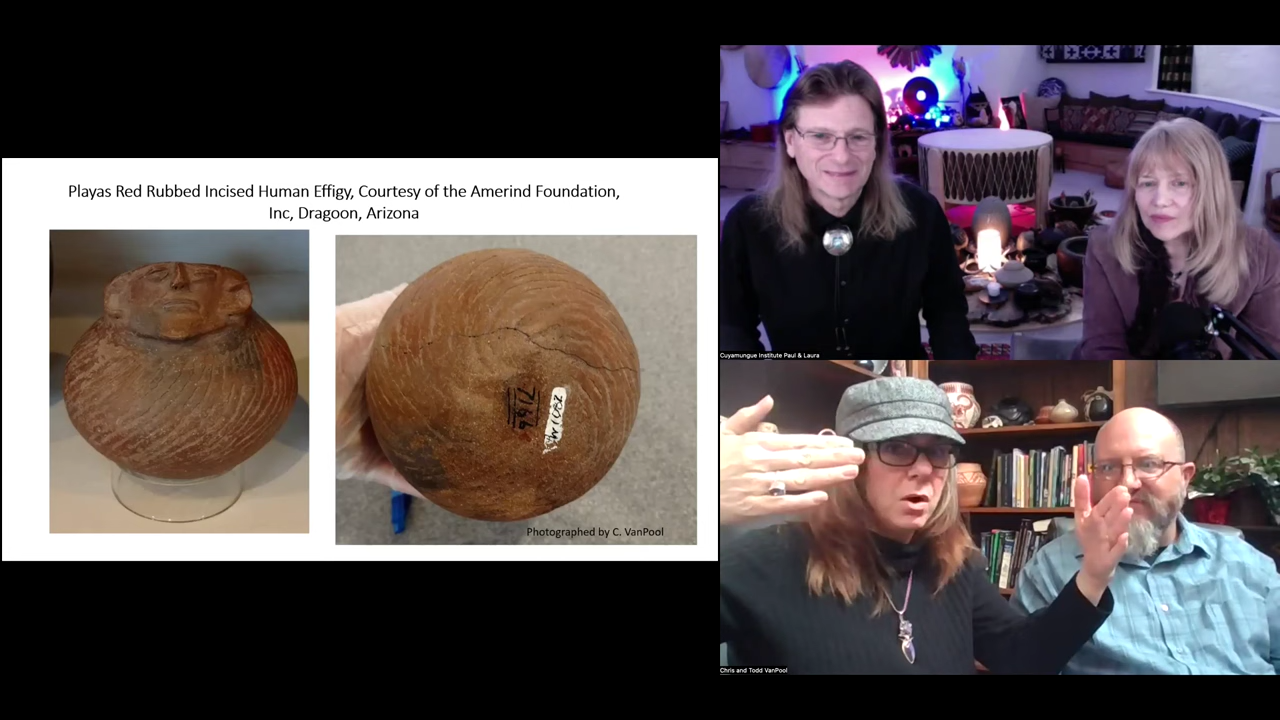 Playas Red Rubbed Incised Human Effigy, Courtesy of the Amerind Foundation,
Inc, Dragoon, Arizona
Photographed by C. VanPool
Cuyamungue Institute Paul & Laura
Chris and Todd VanPool